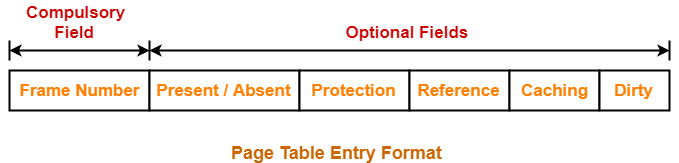 Compulsory
Field
Optional Fields
Frame Number Present / Absent Protection Reference Caching Dirty
Page Table Entry Format